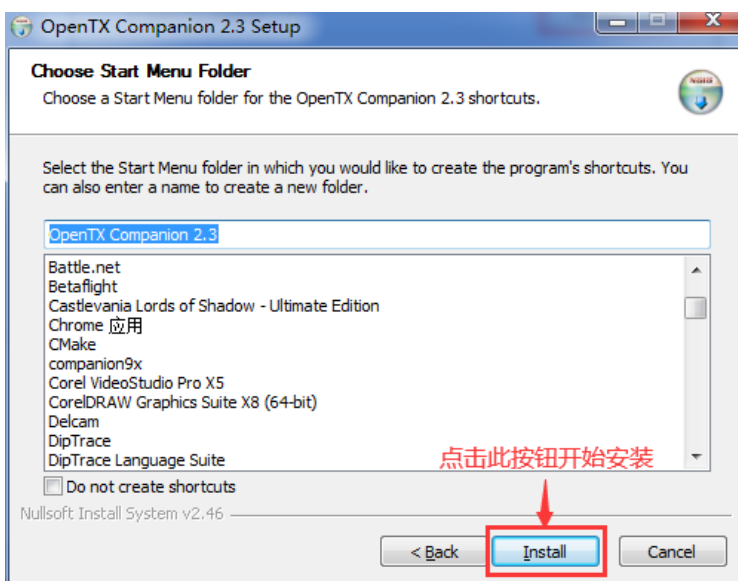 OpenTX Companion 2.3 Setup
Choose Start Menu Folder
Choose a Start Menu folder for the OpenTX Companion 2.3 shortcuts.
Select the Start Menu folder in which you would like to create the program's shortcuts. You
can also enter a name to create a new folder.
OpenTX Companion 2.3
Battle.net
Betaflight
Castlevania Lords of Shadow - Ultimate Edition
Chrome 应用
CMake
companion9x
Corel VideoStudio Pro X5
CorelDRAW Graphics Suite X8 (64-bit)
Delcam
DipTrace
DipTrace Language Suite
点击此按钮开始安装
Do not create shortcuts
Nullsoft Install System v2.46
< Back
Install
Cancel